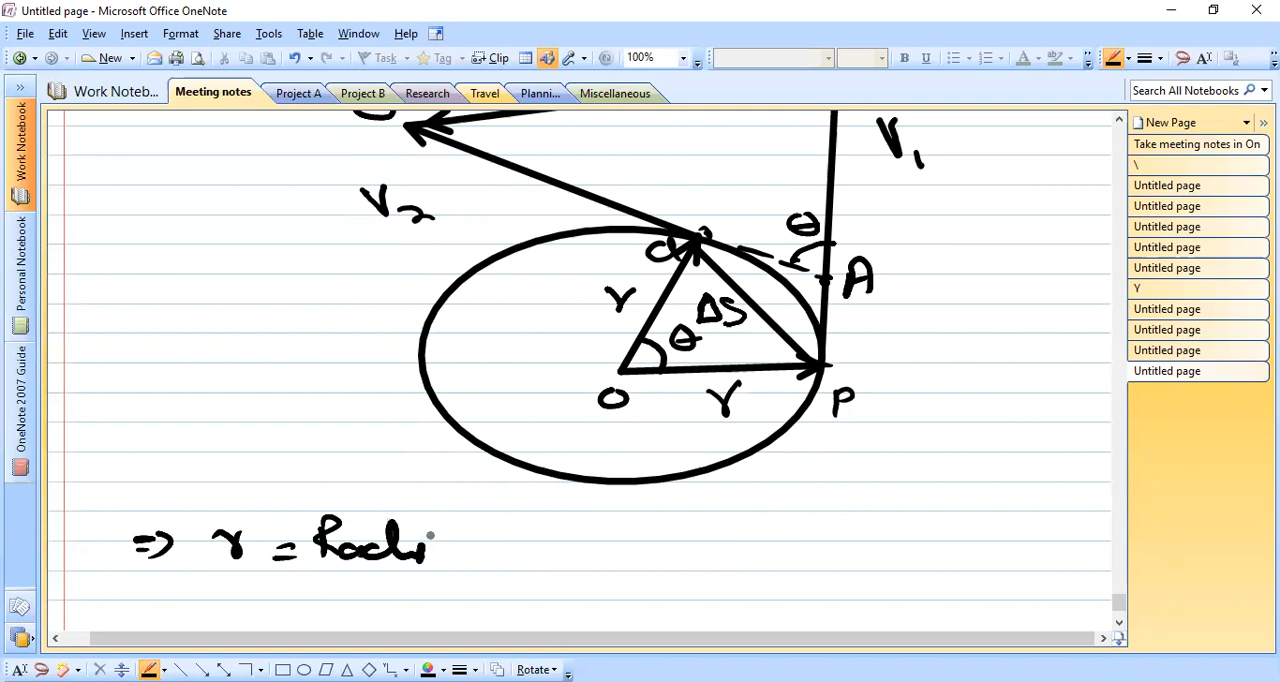 Untitled page - Microsoft Office OneNote
File Edit View Insert Format Share Tools Table Window Help
New Task Tag Clip 100% B U A ab A
Work Noteb... Meeting notes Project A Project B Research Travel Planni... Miscellaneous Search All Notebooks
Work Notebook
Personal Notebook
OneNote 2007 Guide
New Page
Take meeting notes in On
\
Untitled page
Untitled page
Untitled page
Untitled page
Untitled page
Y
Untitled page
Untitled page
Untitled page
Untitled page
V1
V2
θ
A
r
ΔS
θ
O
r
P
=> r = Radi
Rotate